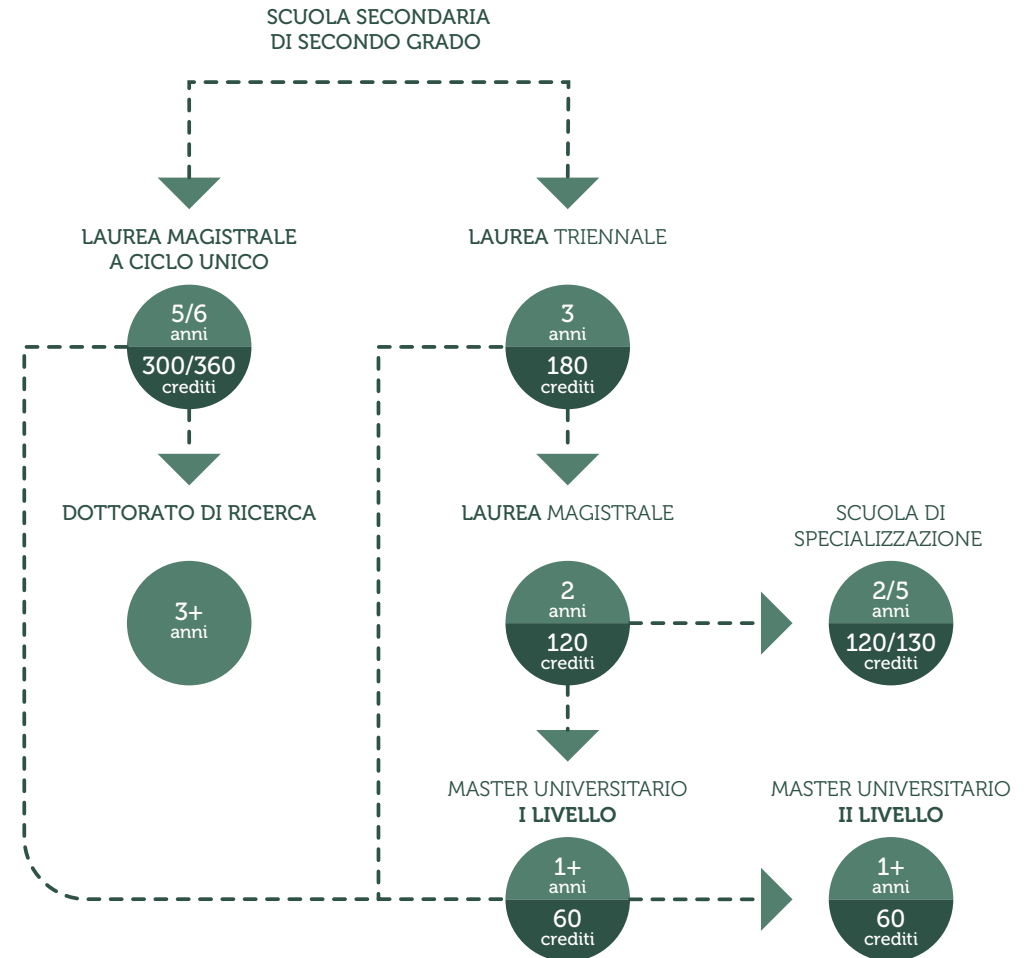 SCUOLA SECONDARIA
DI SECONDO GRADO
LAUREA MAGISTRALE
A CICLO UNICO
5/6
anni
300/360
crediti
LAUREA TRIENNALE
3
anni
180
crediti
DOTTORATO DI RICERCA
3+
anni
LAUREA MAGISTRALE
2
anni
120
crediti
SCUOLA DI
SPECIALIZZAZIONE
2/5
anni
120/130
crediti
MASTER UNIVERSITARIO
I LIVELLO
1+
anni
60
crediti
MASTER UNIVERSITARIO
II LIVELLO
1+
anni
60
crediti